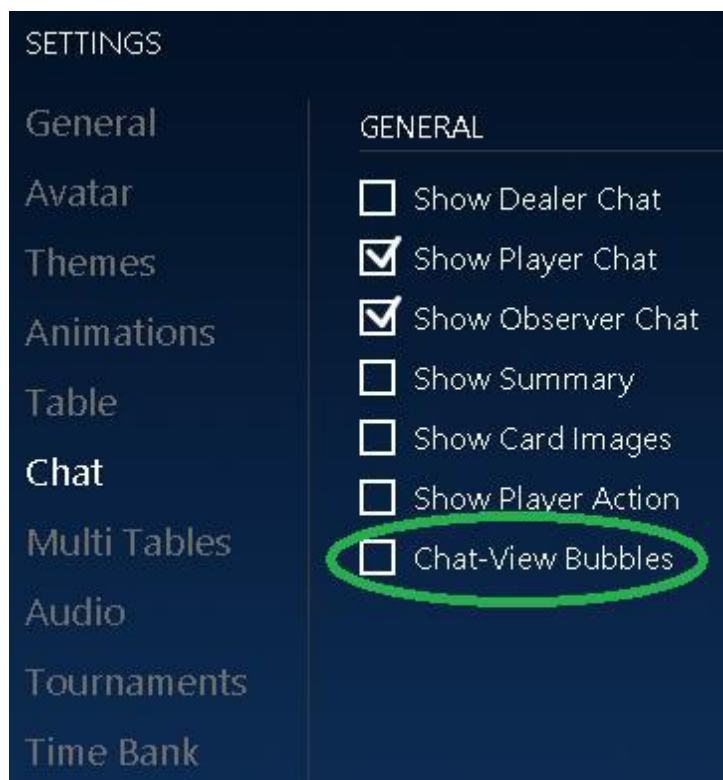 SETTINGS
General
Avatar
Themes
Animations
Table
Chat
Multi Tables
Audio
Tournaments
Time Bank
GENERAL
Show Dealer Chat
Show Player Chat
Show Observer Chat
Show Summary
Show Card Images
Show Player Action
Chat-View Bubbles